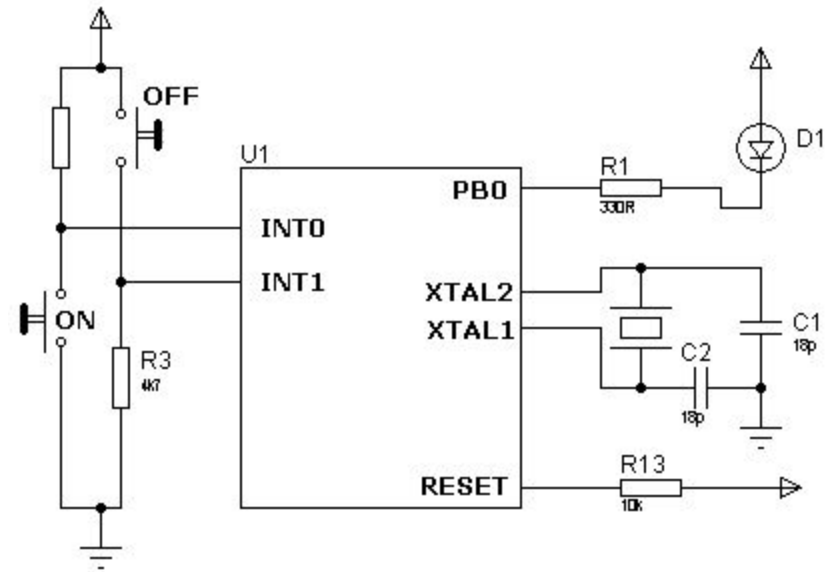 OFF
U1
D1
R1
PB0
330R
INT0
INT1
XTAL2
ON
XTAL1
C1
18p
C2
R3
4k7
18p
R13
RESET
10k